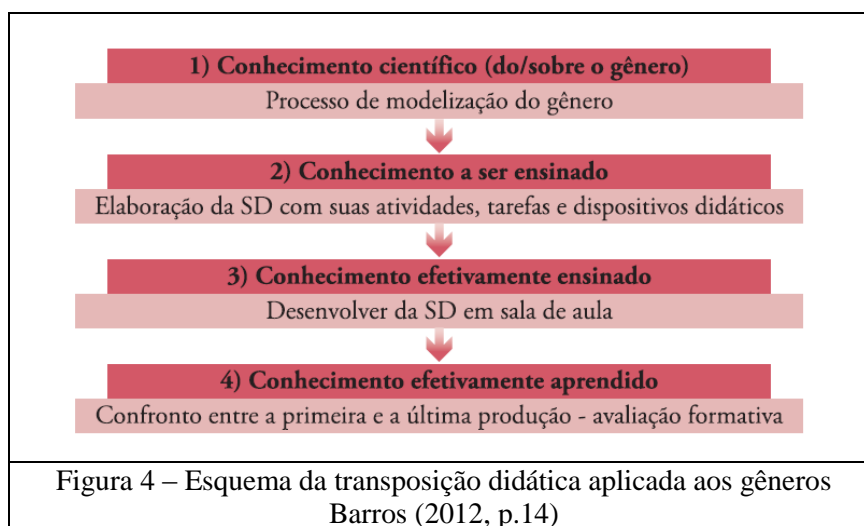 1) Conhecimento científico (do/sobre o gênero)
Processo de modelização do gênero
2) Conhecimento a ser ensinado
Elaboração da SD com suas atividades, tarefas e dispositivos didáticos
3) Conhecimento efetivamente ensinado
Desenvolver da SD em sala de aula
4) Conhecimento efetivamente aprendido
Confronto entre a primeira e a última produção - avaliação formativa
Figura 4 – Esquema da transposição didática aplicada aos gêneros
Barros (2012, p.14)